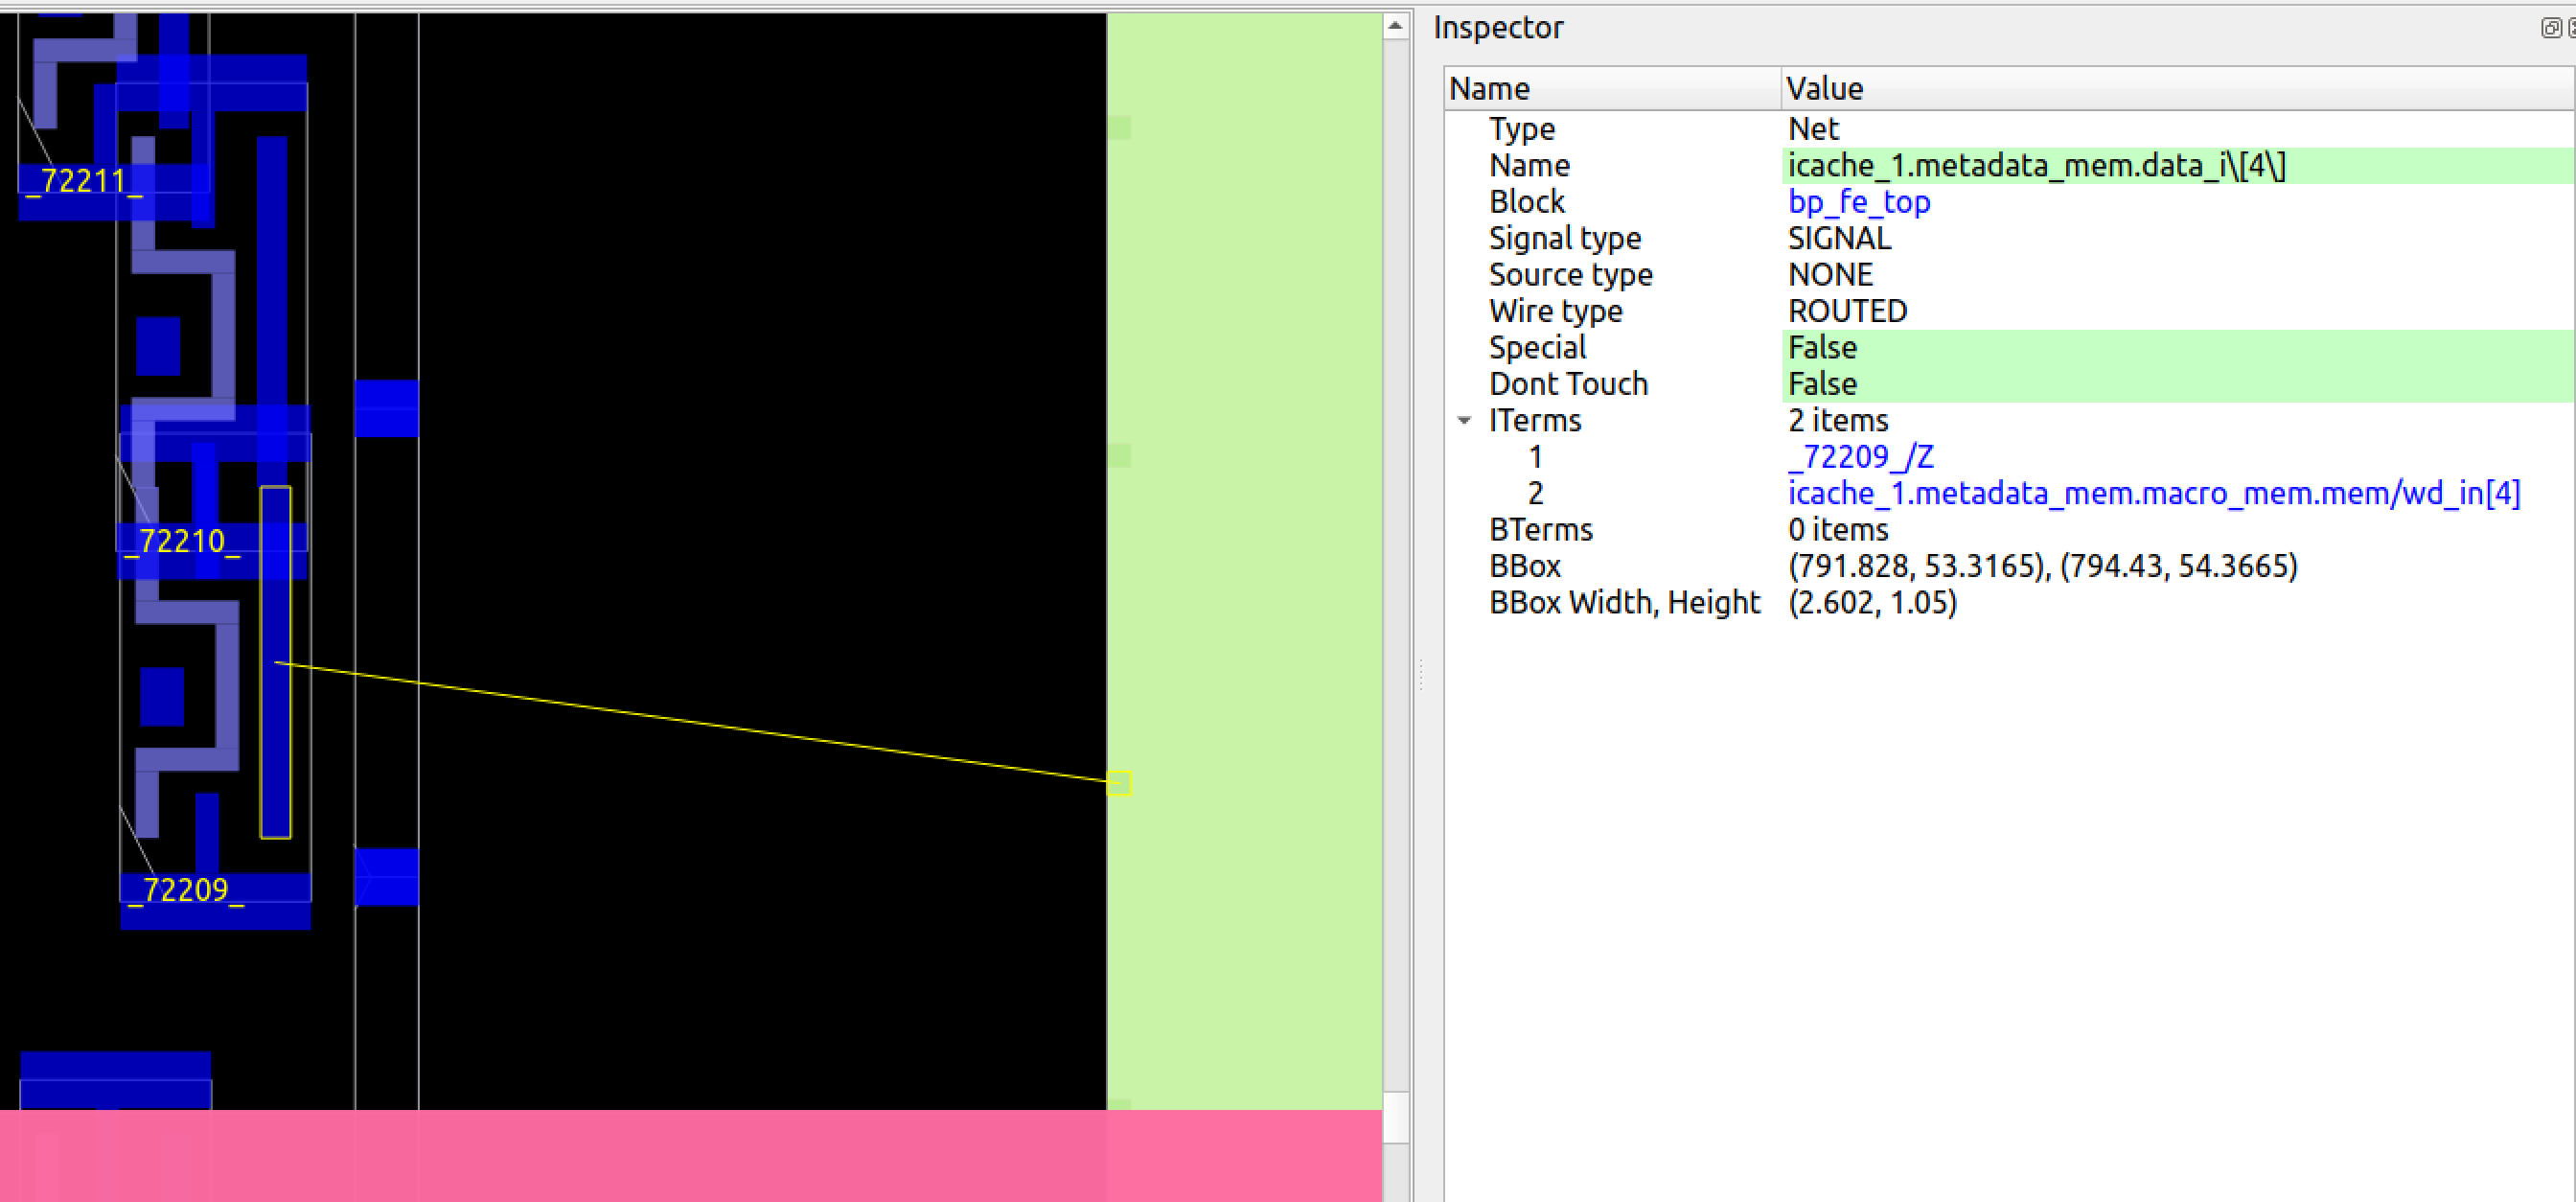 _72211_
_72210_
_72209_
Inspector
Name Value
Type Net
Name icache_1.metadata_mem.data_i\[4\]
Block bp_fe_top
Signal type SIGNAL
Source type NONE
Wire type ROUTED
Special False
Dont Touch False
ITerms 2 items
1 _72209_/Z
2 icache_1.metadata_mem.macro_mem.mem/wd_in[4]
BTerms 0 items
BBox (791.828, 53.3165), (794.43, 54.3665)
BBox Width, Height (2.602, 1.05)